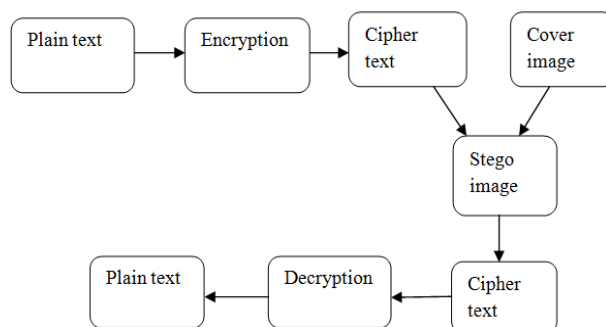 Plain text
Encryption
Cipher
text
Cover
image
Stego
image
Plain text
Decryption
Cipher
text